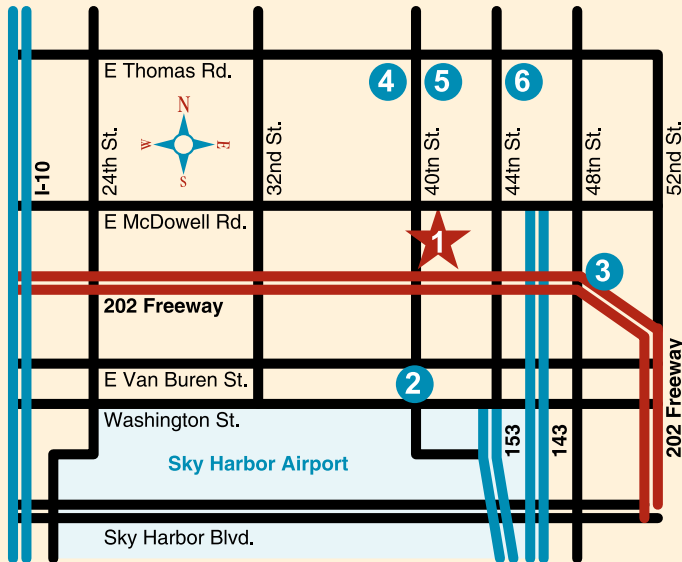 E Thomas Rd.
4
5
6
N
W
E
S
I-10
24th St.
32nd St.
40tn St.
44tn St.
48tn St.
52nd St.
E McDowell Rd.
1
3
202 Freeway
E Van Buren St.
2
Washington St.
153
143
202 Freeway
Sky Harbor Airport
Sky Harbor Blvd.